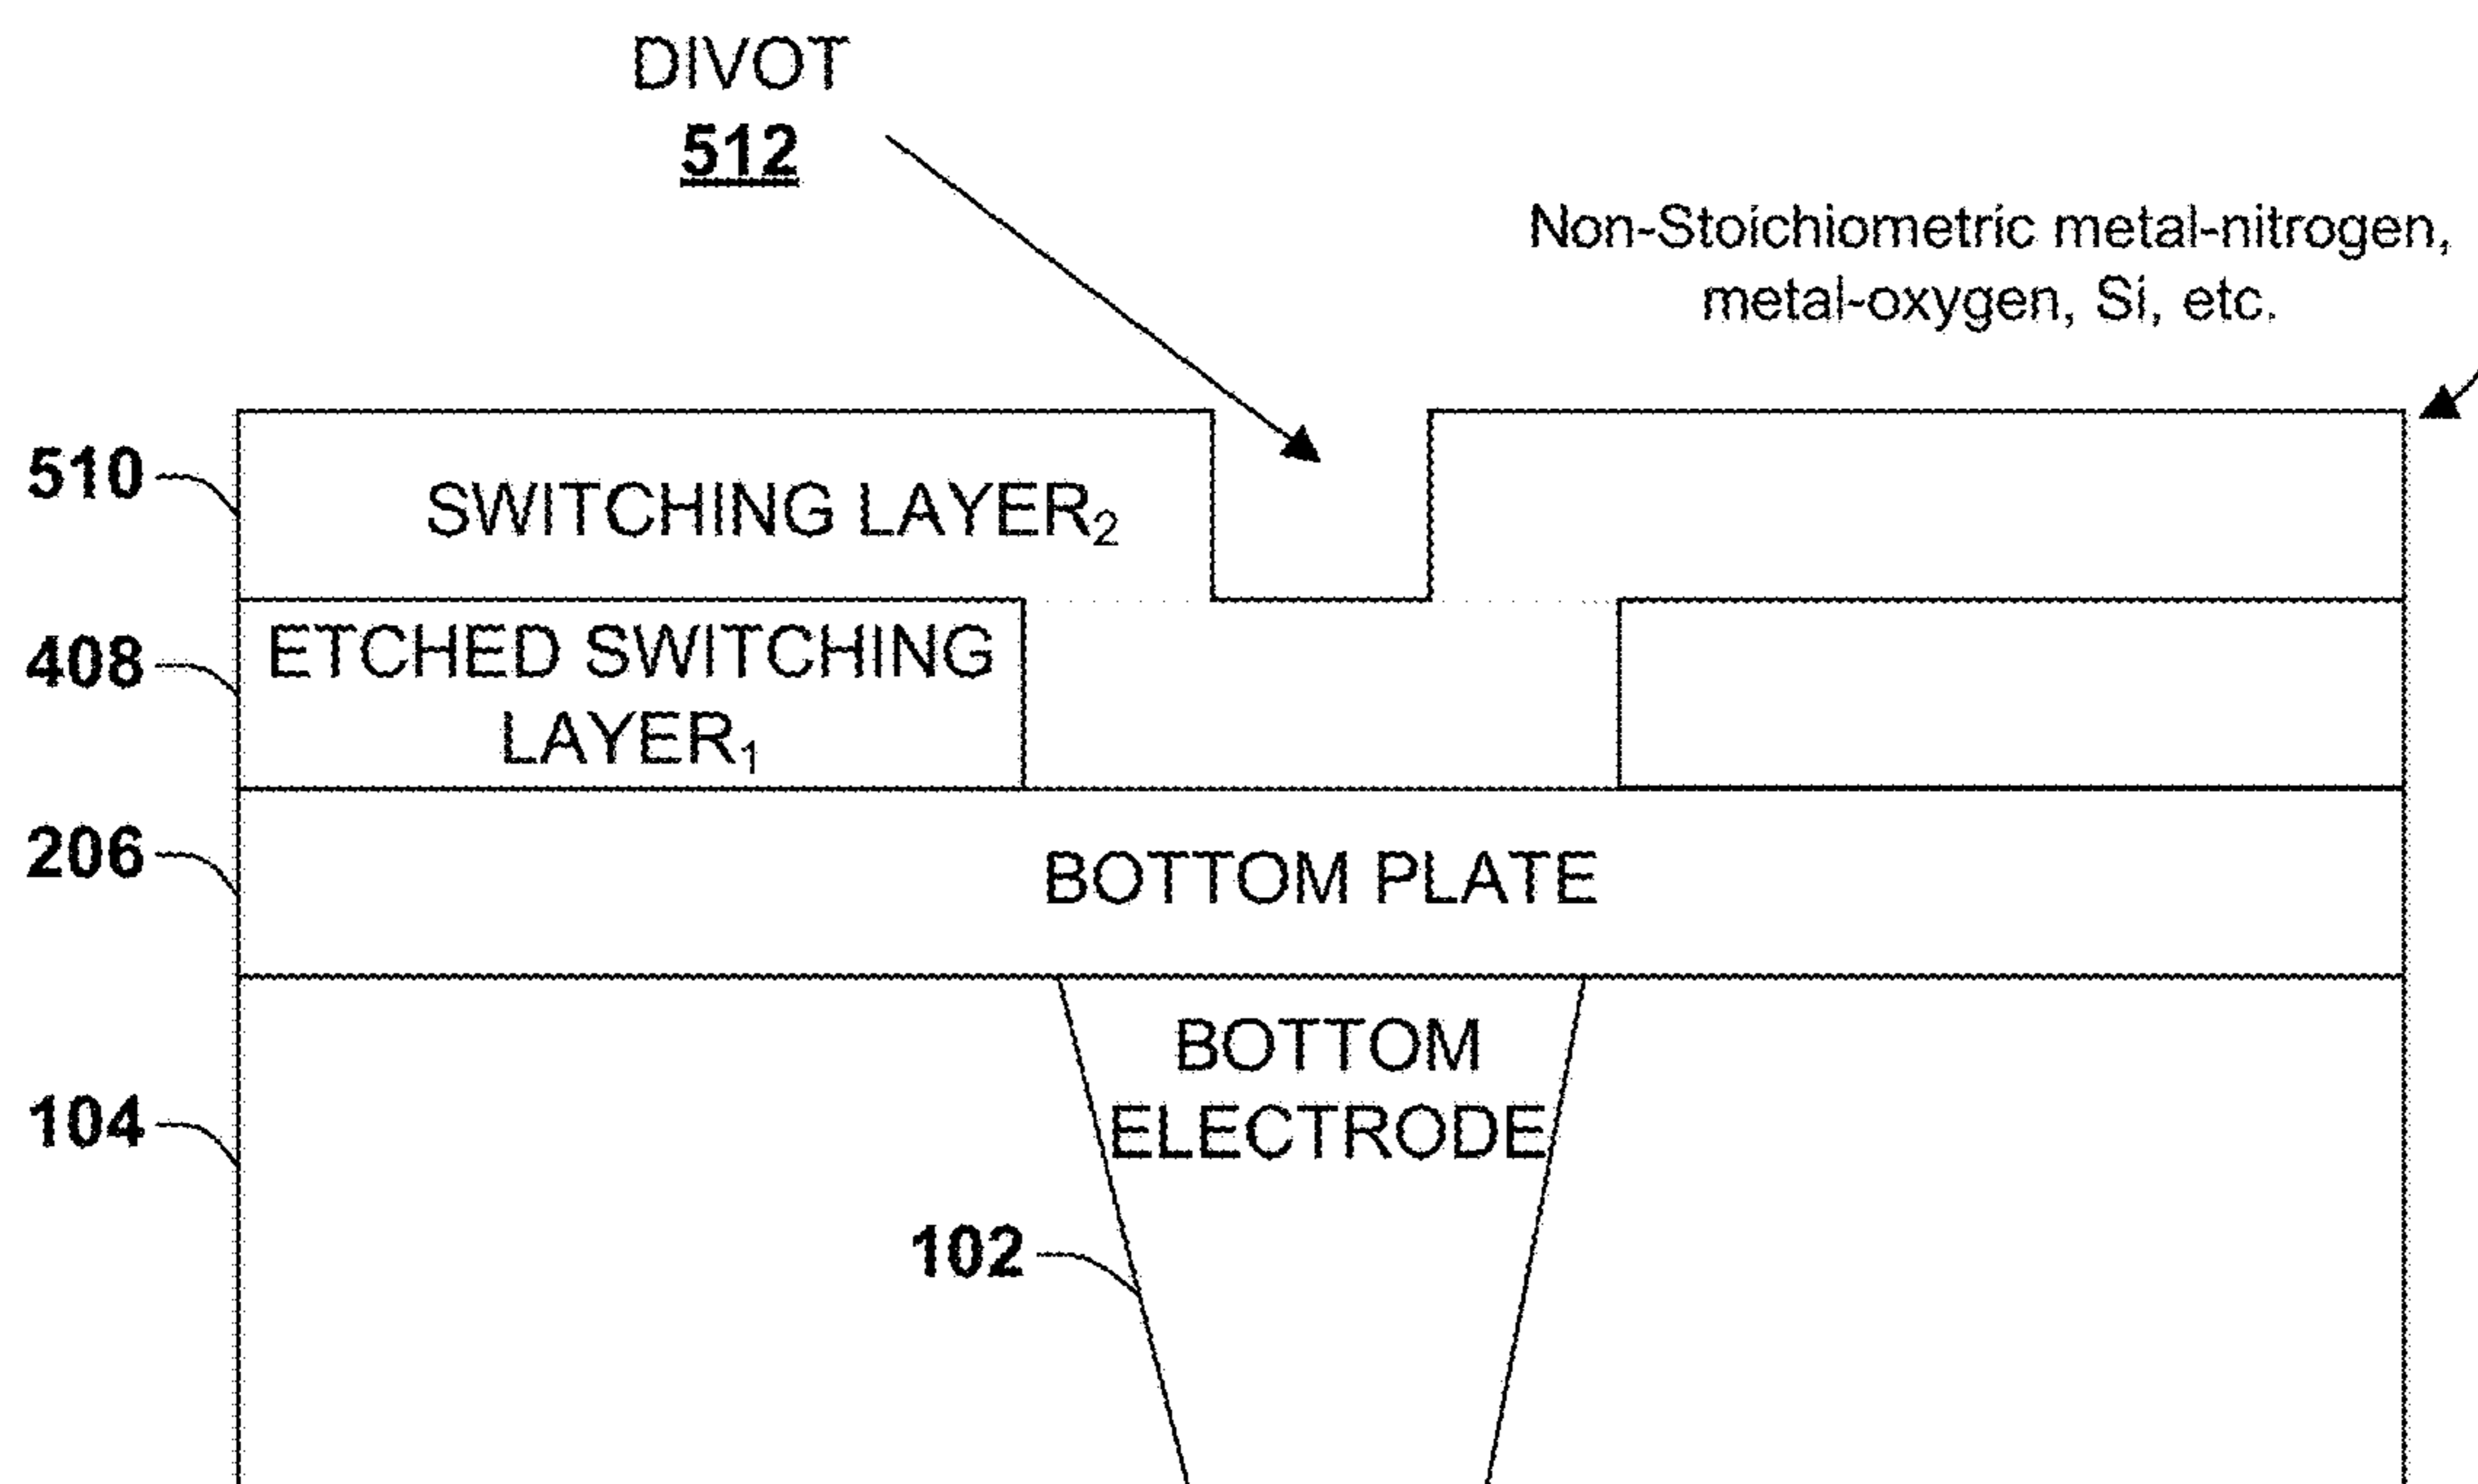 DIVOT
512
Non-Stoichiometric metal-nitrogen,
metal-oxygen, Si, etc.
510
SWITCHING LAYER₂
408
ETCHED SWITCHING
LAYER₁
206
BOTTOM PLATE
104
BOTTOM
ELECTRODE
102